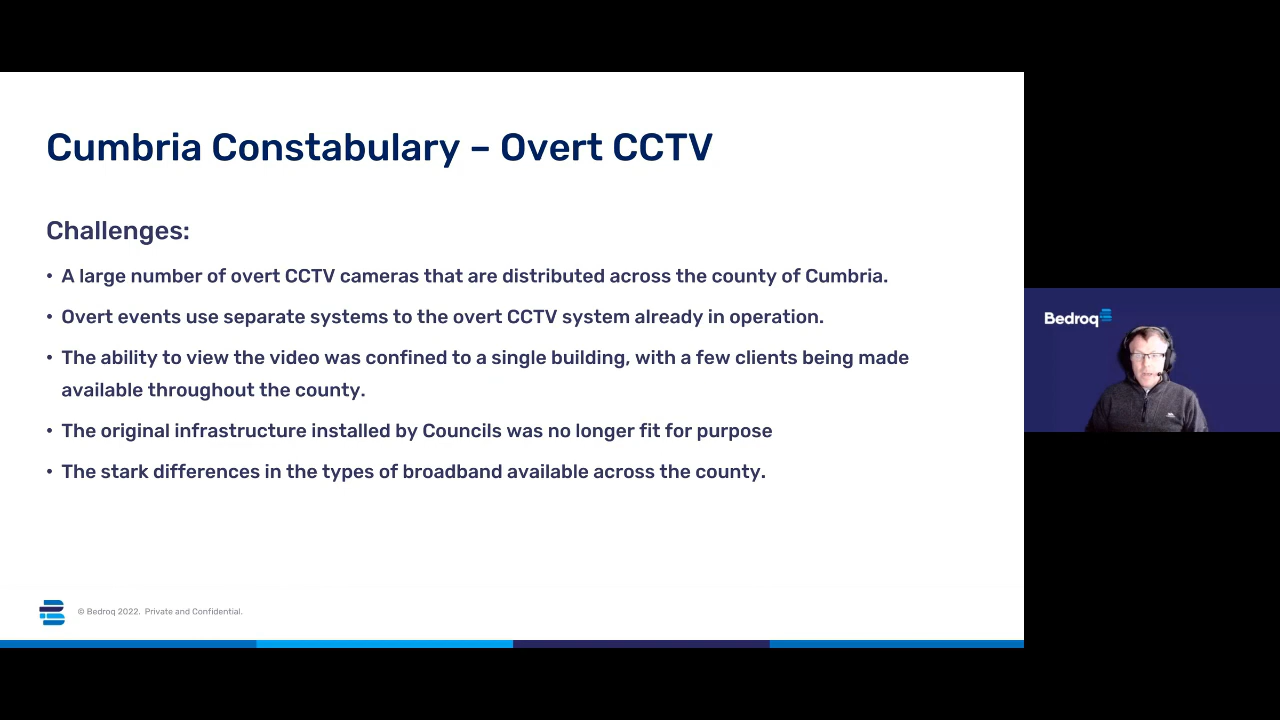 Cumbria Constabulary – Overt CCTV
Challenges:
• A large number of overt CCTV cameras that are distributed across the county of Cumbria.
• Overt events use separate systems to the overt CCTV system already in operation.
• The ability to view the video was confined to a single building, with a few clients being made
available throughout the county.
• The original infrastructure installed by Councils was no longer fit for purpose
• The stark differences in the types of broadband available across the county.
© Bedroq 2022. Private and Confidential.
Bedroq